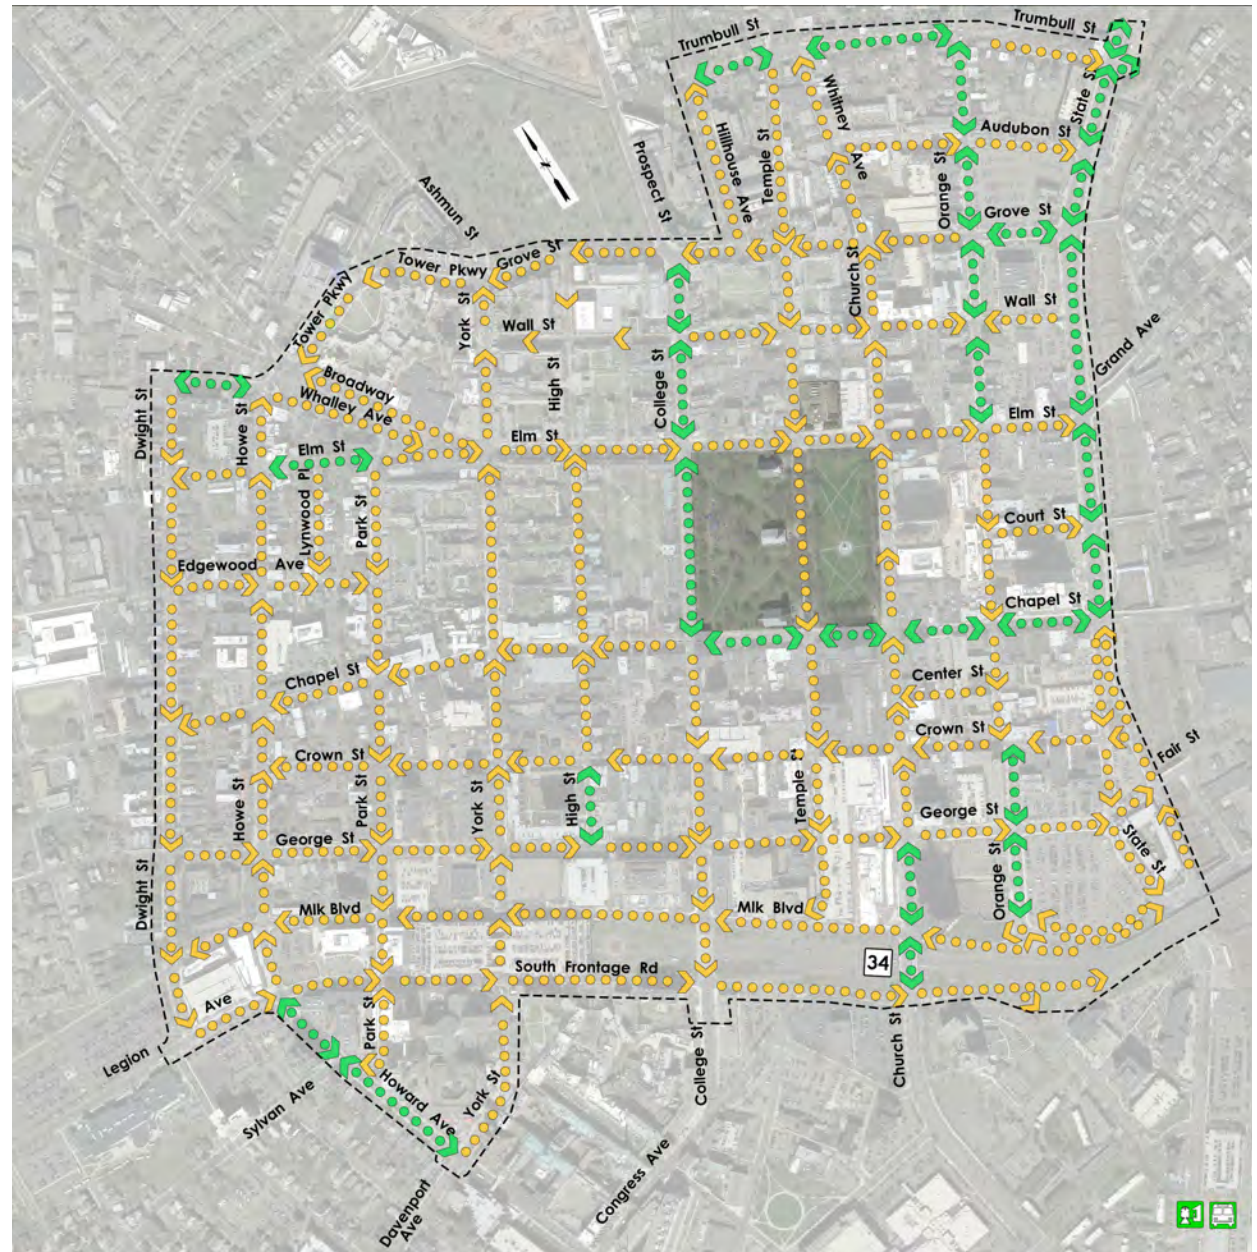 Trumbull St
Trumbull St
State St
Whitney
Ave
Hillhouse Ave
Temple St
Audubon St
Orange St
Prospect St
Ashmun St
Grove St
Grove St
Tower Pkwy
Tower Pkwy
York St
Wall St
Wall St
Church St
High St
College St
Grand Ave
Broadway
Whalley Ave
Dwight St
Howe St
Elm St
Elm St
Elm St
Lynwood Pl
Park St
Court St
Edgewood Ave
Chapel St
Chapel St
Center St
Crown St
Crown St
Fair St
Howe St
Park St
York St
High St
Temple St
George St
George St
State St
Orange St
Dwight St
Mlk Blvd
Mlk Blvd
South Frontage Rd
34
Ave
Legion
Park St
Sylvan Ave
Howard Ave
York St
College St
Church St
Congress Ave
Davenport
Ave